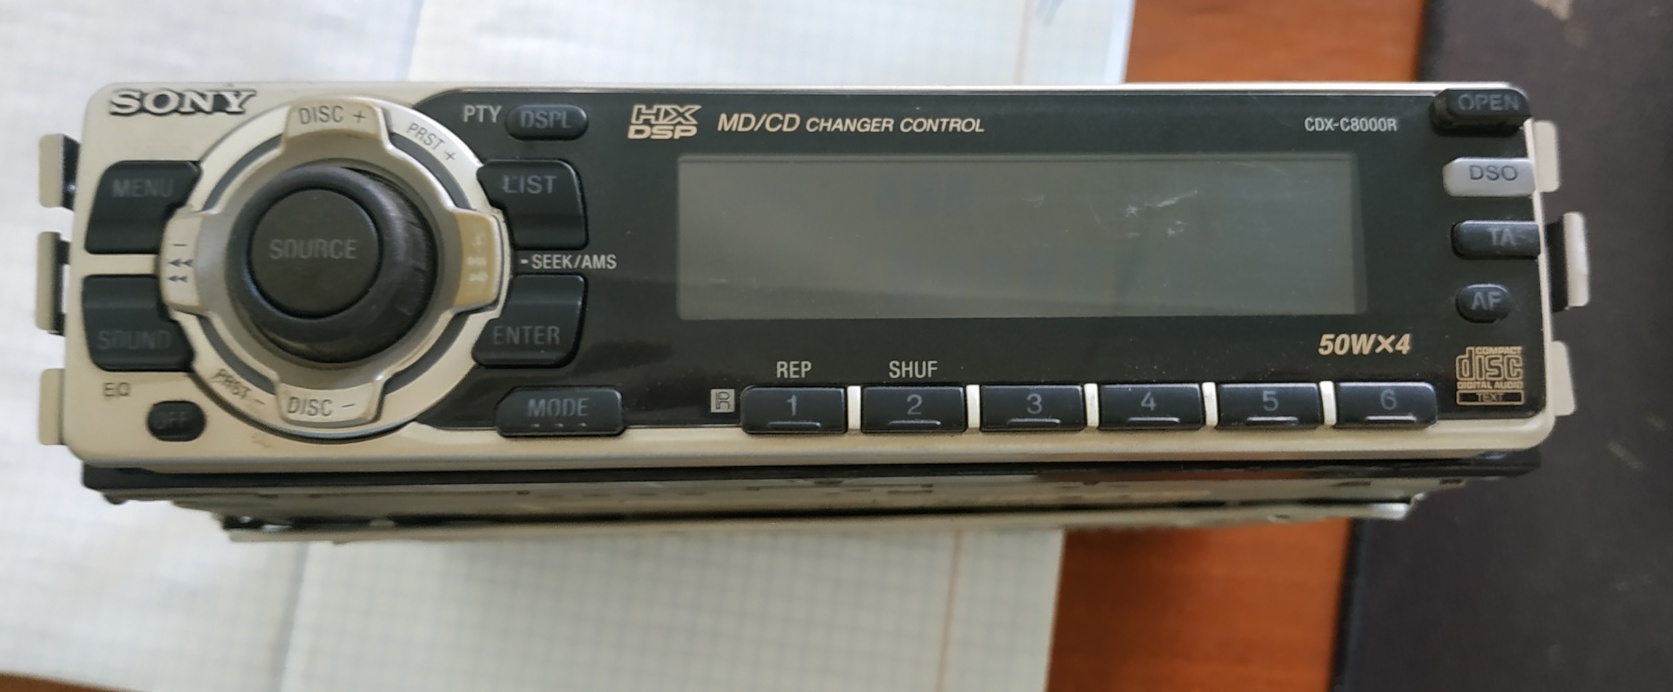 SONY
DISC +
PRST +
PTY
DSPL
HX
DSP
MD/CD CHANGER CONTROL
CDX-C8000R
OPEN
MENU
LIST
DSO
SOURCE
SEEK/AMS
TA
SOUND
ENTER
AF
50W×4
EQ
PRST -
DISC -
OFF
MODE
REP
SHUF
R
1
2
3
4
5
6
COMPACT
disc
DIGITAL AUDIO
TEXT